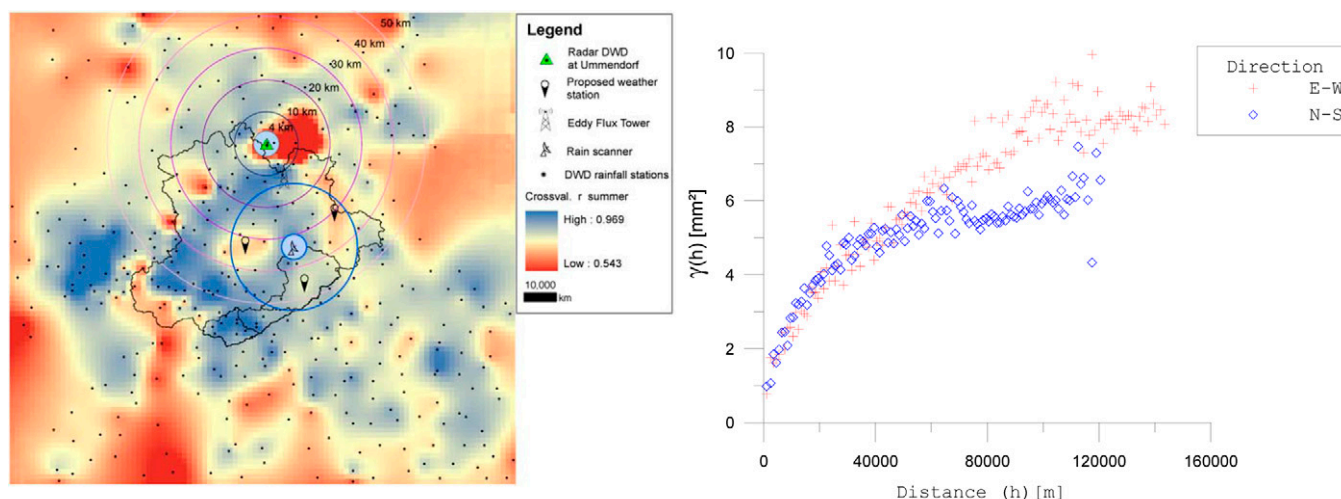 50 km
40 km
30 km
20 km
10 km
4 km
Legend
Radar DWD
at Ummendorf
Proposed weather
station
Eddy Flux Tower
Rain scanner
DWD rainfall stations
Crossval. r summer
High : 0.969
Low : 0.543
10,000
km
10
8
6
4
2
0
γ(h) [mm²]
0 40000 80000 120000 160000
Distance (h) [m]
Direction
E-W
N-S